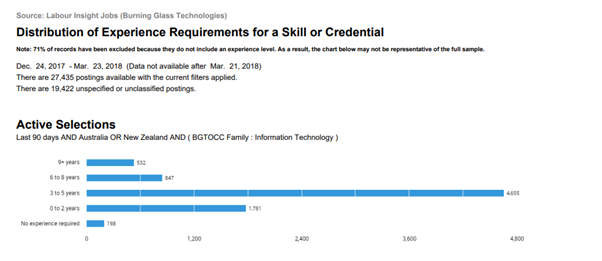 Source: Labour Insight Jobs (Burning Glass Technologies)
Distribution of Experience Requirements for a Skill or Credential
Note: 71% of records have been excluded because they do not include an experience level. As a result, the chart below may not be representative of the full sample.
Dec. 24, 2017 - Mar. 23, 2018 (Data not available after Mar. 21, 2018)
There are 27,435 postings available with the current filters applied.
There are 19,422 unspecified or unclassified postings.
Active Selections
Last 90 days AND Australia OR New Zealand AND ( BGTOCC Family : Information Technology )
9+ years 532
6 to 8 years 847
3 to 5 years 4,655
0 to 2 years 1,781
No experience required 198
0 1,200 2,400 3,600 4,800